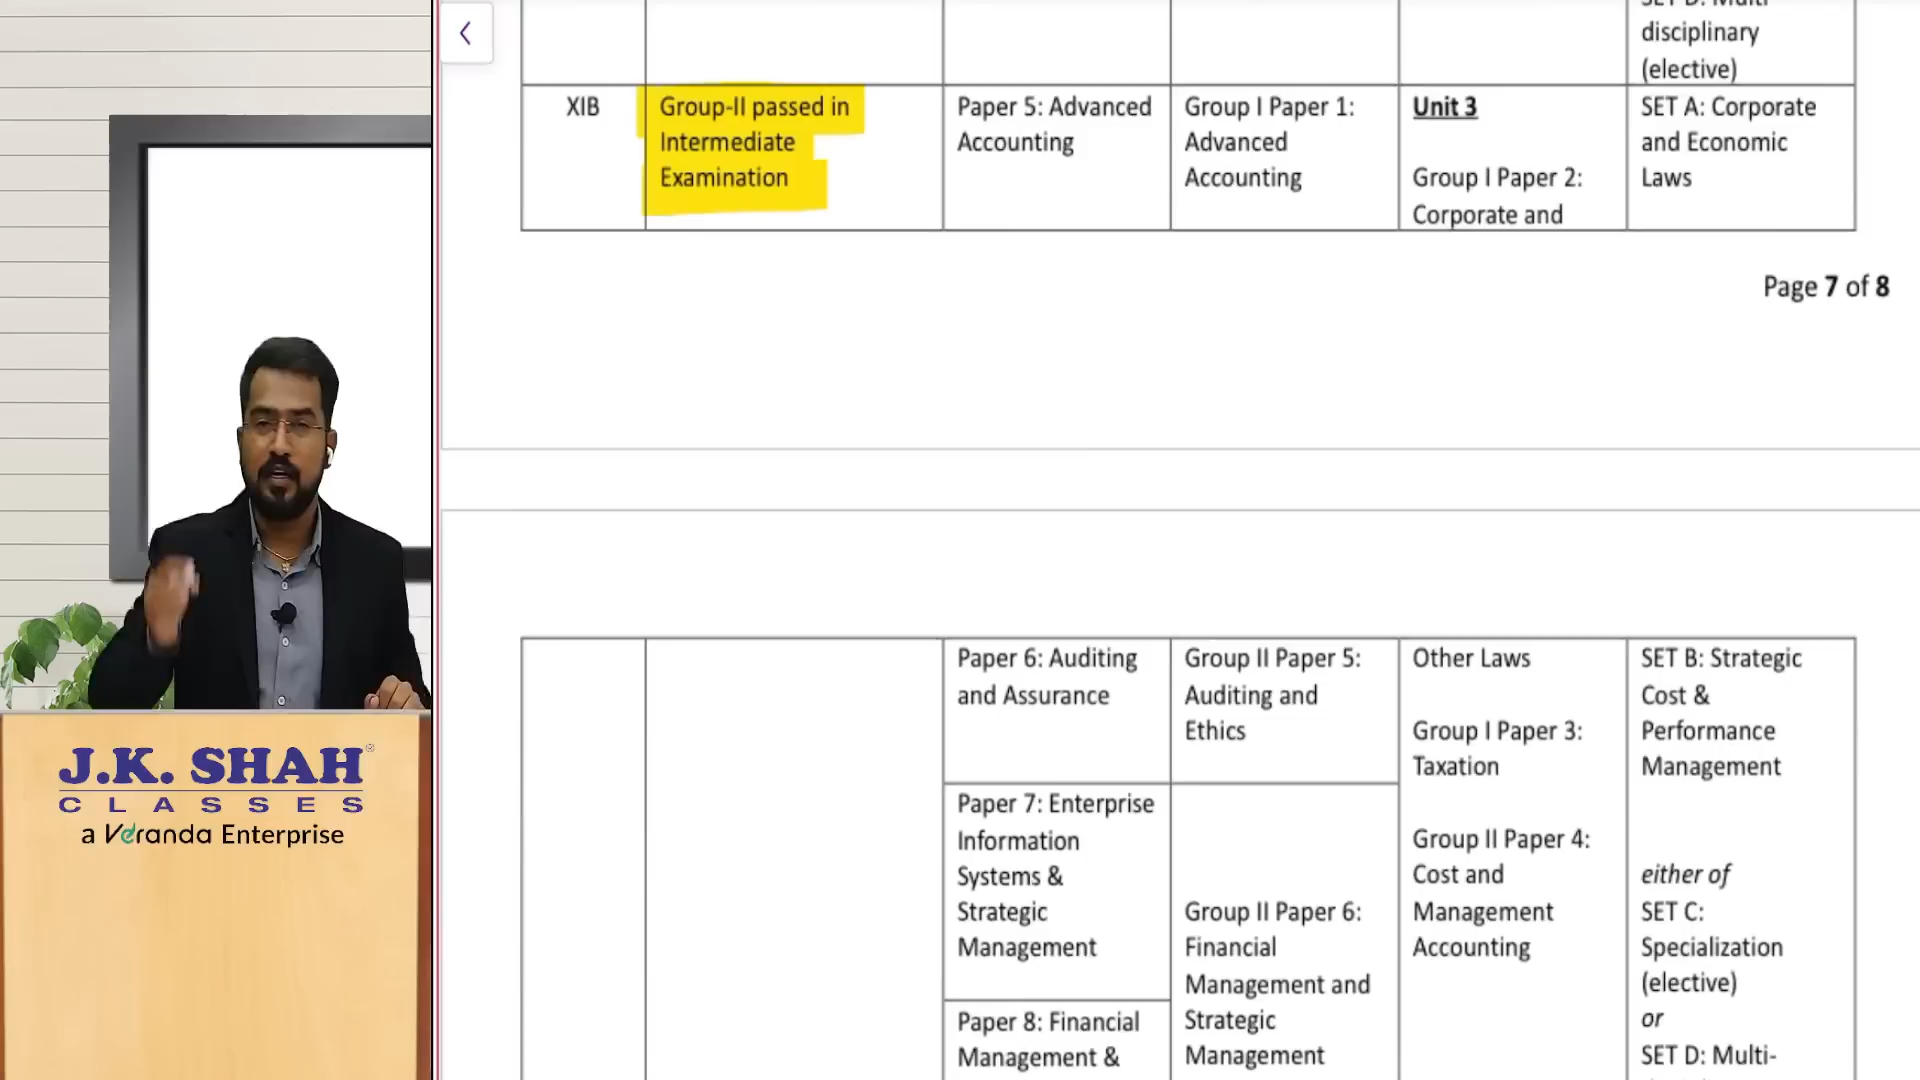 SET D: Multi-
disciplinary
(elective)
XIB
Group-II passed in
Intermediate
Examination
Paper 5: Advanced
Accounting
Group I Paper 1:
Advanced
Accounting
Unit 3
Group I Paper 2:
Corporate and
SET A: Corporate
and Economic
Laws
Page 7 of 8
Paper 6: Auditing
and Assurance
Paper 7: Enterprise
Information
Systems &
Strategic
Management
Paper 8: Financial
Management &
Group II Paper 5:
Auditing and
Ethics
Group II Paper 6:
Financial
Management and
Strategic
Management
Other Laws
Group I Paper 3:
Taxation
Group II Paper 4:
Cost and
Management
Accounting
SET B: Strategic
Cost &
Performance
Management
either of
SET C:
Specialization
(elective)
or
SET D: Multi-
J.K. SHAH®
CLASSES
a Veranda Enterprise